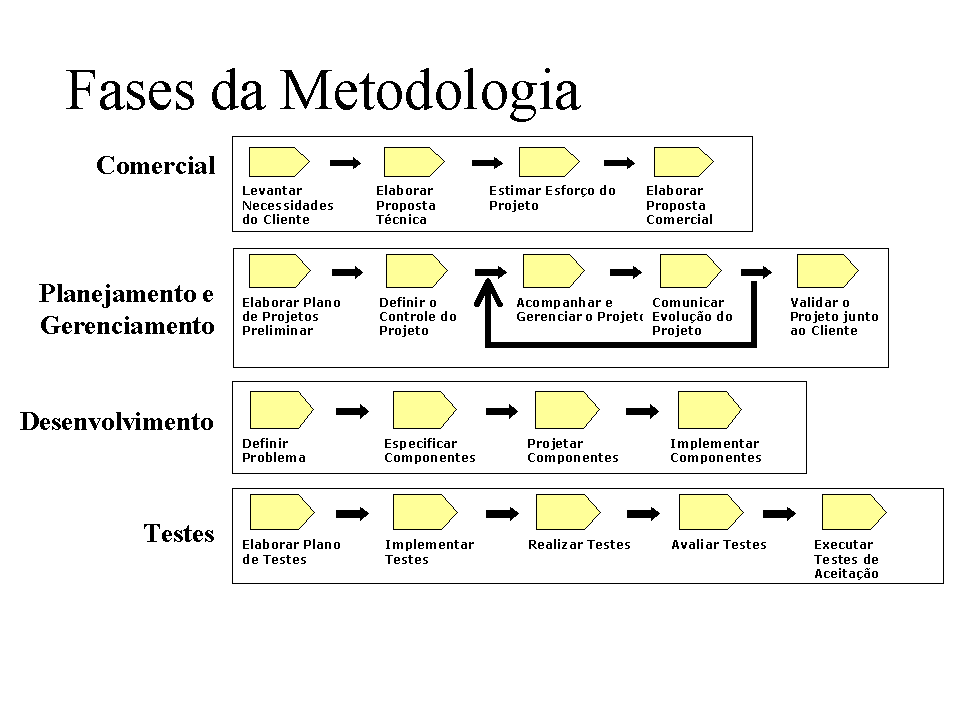 Fases da Metodologia
Comercial
Levantar
Necessidades
do Cliente
Elaborar
Proposta
Técnica
Estimar Esforço do
Projeto
Elaborar
Proposta
Comercial
Planejamento e
Gerenciamento
Elaborar Plano
de Projetos
Preliminar
Definir o
Controle do
Projeto
Acompanhar e
Gerenciar o Projeto
Comunicar
Evolução do
Projeto
Validar o
Projeto junto
ao Cliente
Desenvolvimento
Definir
Problema
Especificar
Componentes
Projetar
Componentes
Implementar
Componentes
Testes
Elaborar Plano
de Testes
Implementar
Testes
Realizar Testes
Avaliar Testes
Executar
Testes de
Aceitação